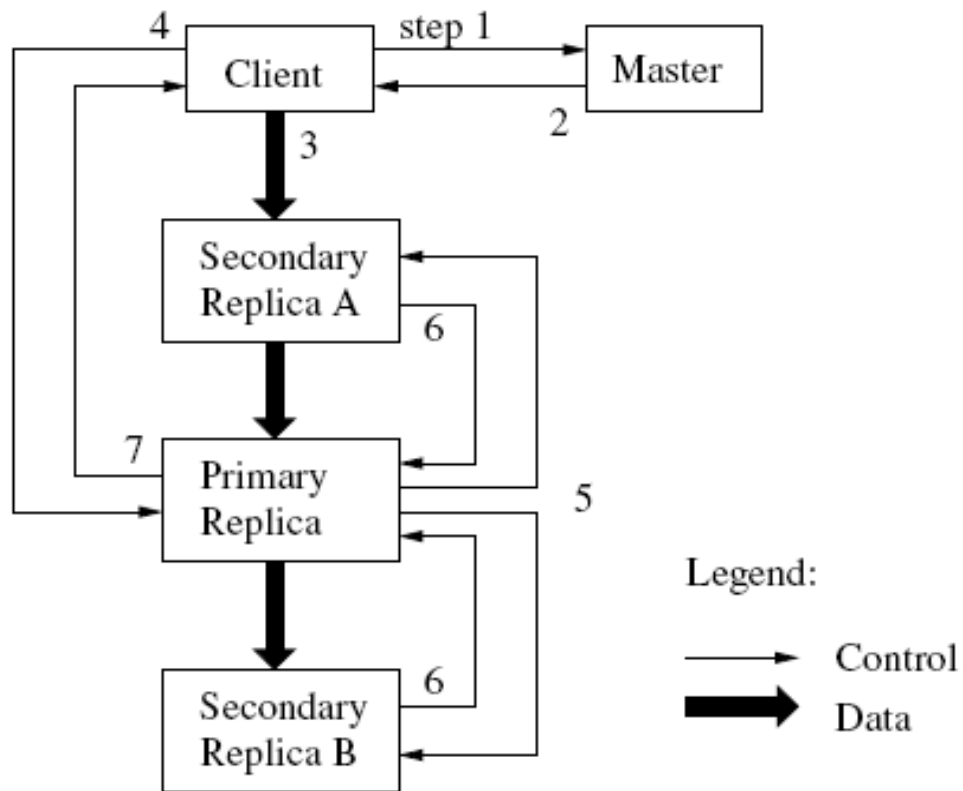 4
step 1
Client
Master
2
3
Secondary
Replica A
6
7
Primary
Replica
5
Legend:
Control
6
Secondary
Replica B
Data